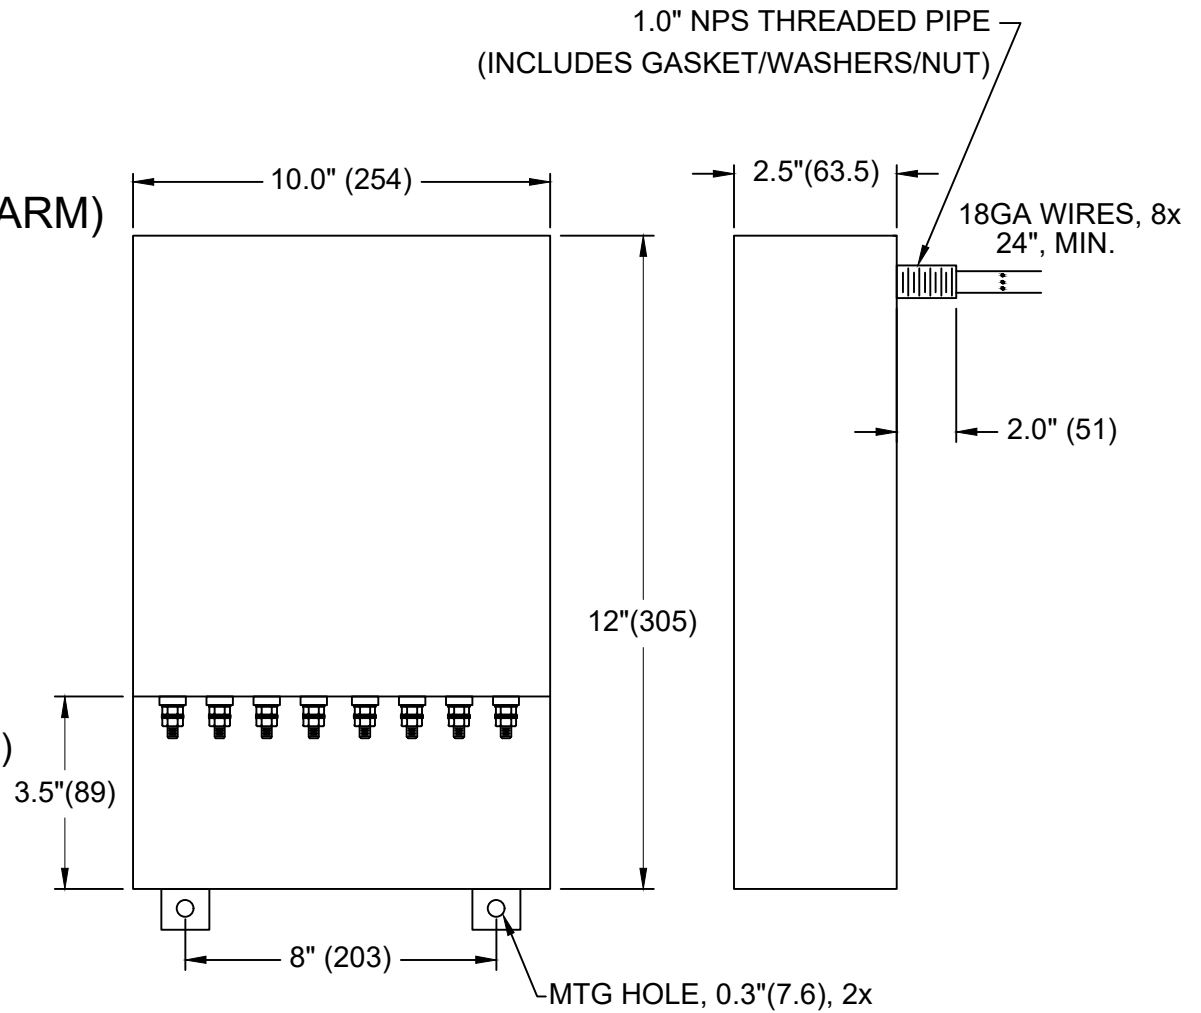 1.0" NPS THREADED PIPE
(INCLUDES GASKET/WASHERS/NUT)
10.0" (254)
2.5"(63.5)
ARM)
18GA WIRES, 8x
24", MIN.
2.0" (51)
12"(305)
)
3.5"(89)
8" (203)
MTG HOLE, 0.3"(7.6), 2x